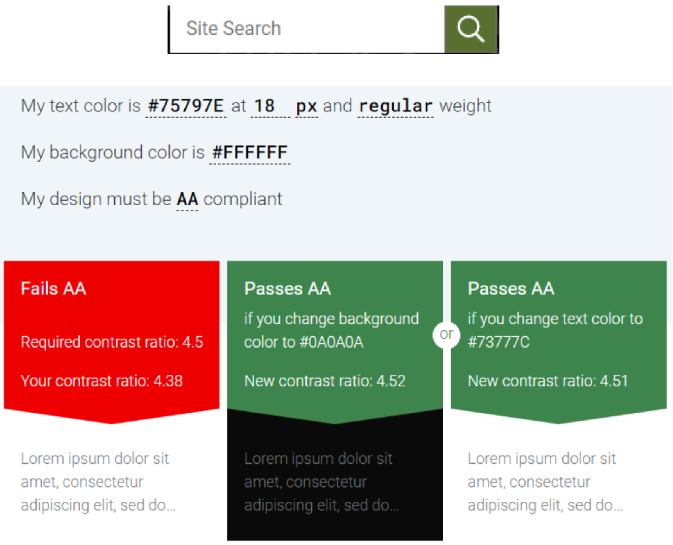 Site Search
My text color is #75797E at 18 px and regular weight
My background color is #FFFFFF
My design must be AA compliant
Fails AA
Required contrast ratio: 4.5
Your contrast ratio: 4.38
Passes AA
if you change background
color to #0A0A0A
New contrast ratio: 4.52
or
Passes AA
if you change text color to
#73777C
New contrast ratio: 4.51
Lorem ipsum dolor sit
amet, consectetur
adipiscing elit, sed do...
Lorem ipsum dolor sit
amet, consectetur
adipiscing elit, sed do...
Lorem ipsum dolor sit
amet, consectetur
adipiscing elit, sed do...